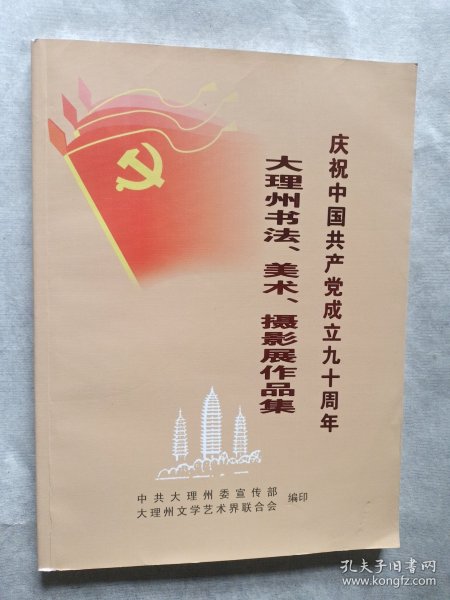 庆祝中国共产党成立九十周年
大理州书法、美术、摄影展作品集
中共大理州委宣传部
大理州文学艺术界联合会
编印
孔夫子旧书网
www.kongfz.com